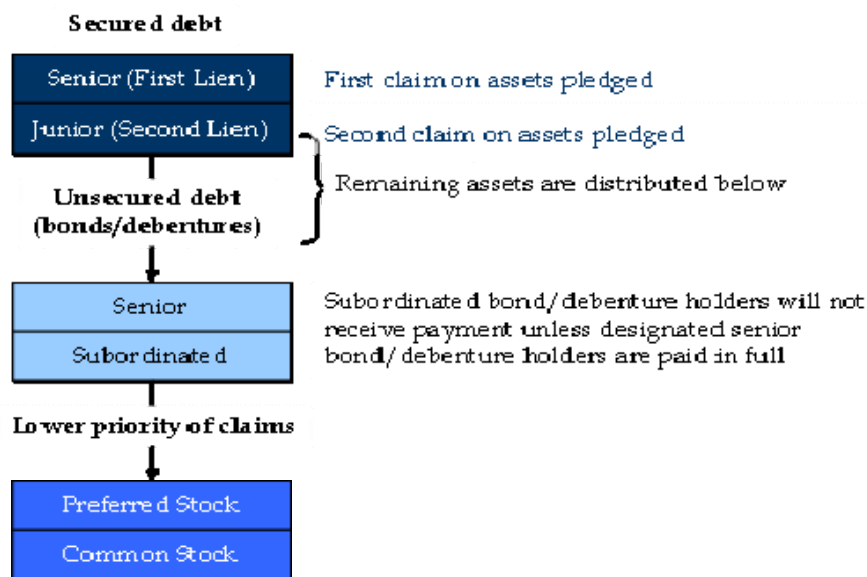 Secured debt
Senior (First Lien)
First claim on assets pledged
Junior (Second Lien)
Second claim on assets pledged
Remaining assets are distributed below
Unsecured debt
(bonds/debentures)
Senior
Subordinated
Subordinated bond/debenture holders will not
receive payment unless designated senior
bond/debenture holders are paid in full
Lower priority of claims
Preferred Stock
Common Stock